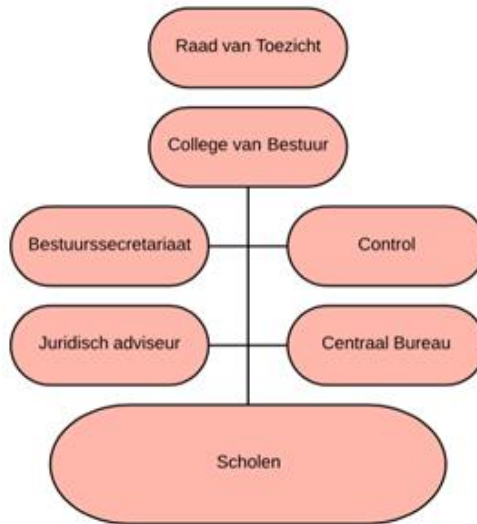 Raad van Toezicht
College van Bestuur
Bestuurssecretariaat
Control
Juridisch adviseur
Centraal Bureau
Scholen